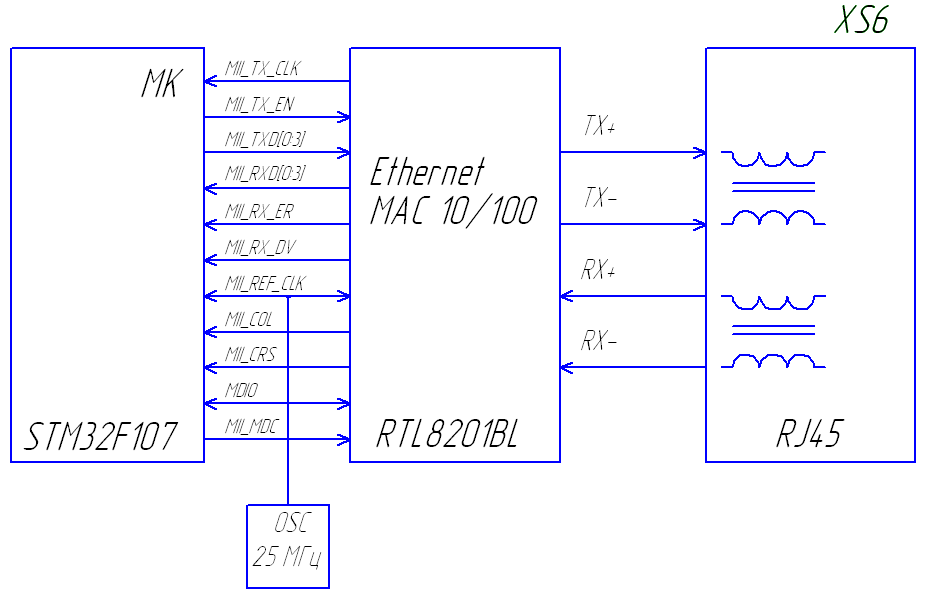 XS6
МК
MII_TX_CLK
MII_TX_EN
MII_TXD[0:3]
MII_RXD[0:3]
MII_RX_ER
MII_RX_DV
MII_REF_CLK
MII_COL
MII_CRS
MDIO
MII_MDC
STM32F107
Ethernet
MAC 10/100
RTL8201BL
TX+
TX-
RX+
RX-
RJ45
OSC
25 МГц